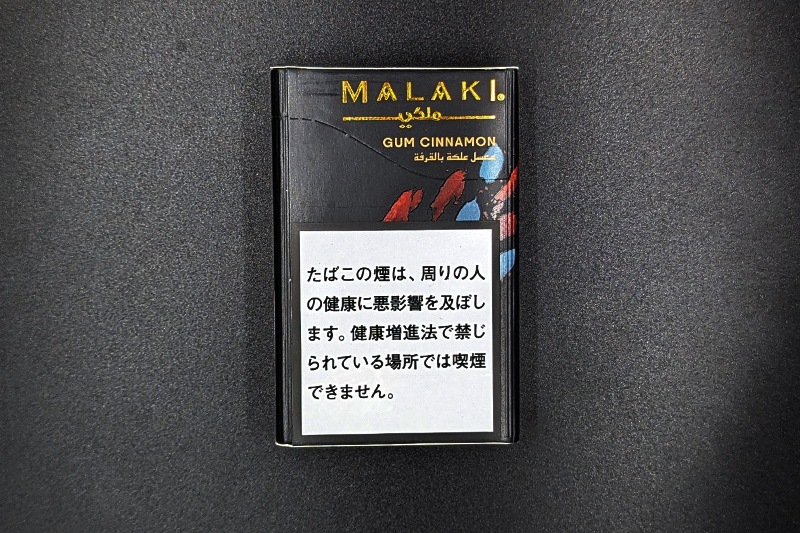 MALAKI
ملكي
GUM CINNAMON
معسل علكة بالقرفة
たばこの煙は、周りの人
の健康に悪影響を及ぼし
ます。健康増進法で禁じ
られている場所では喫煙
できません。